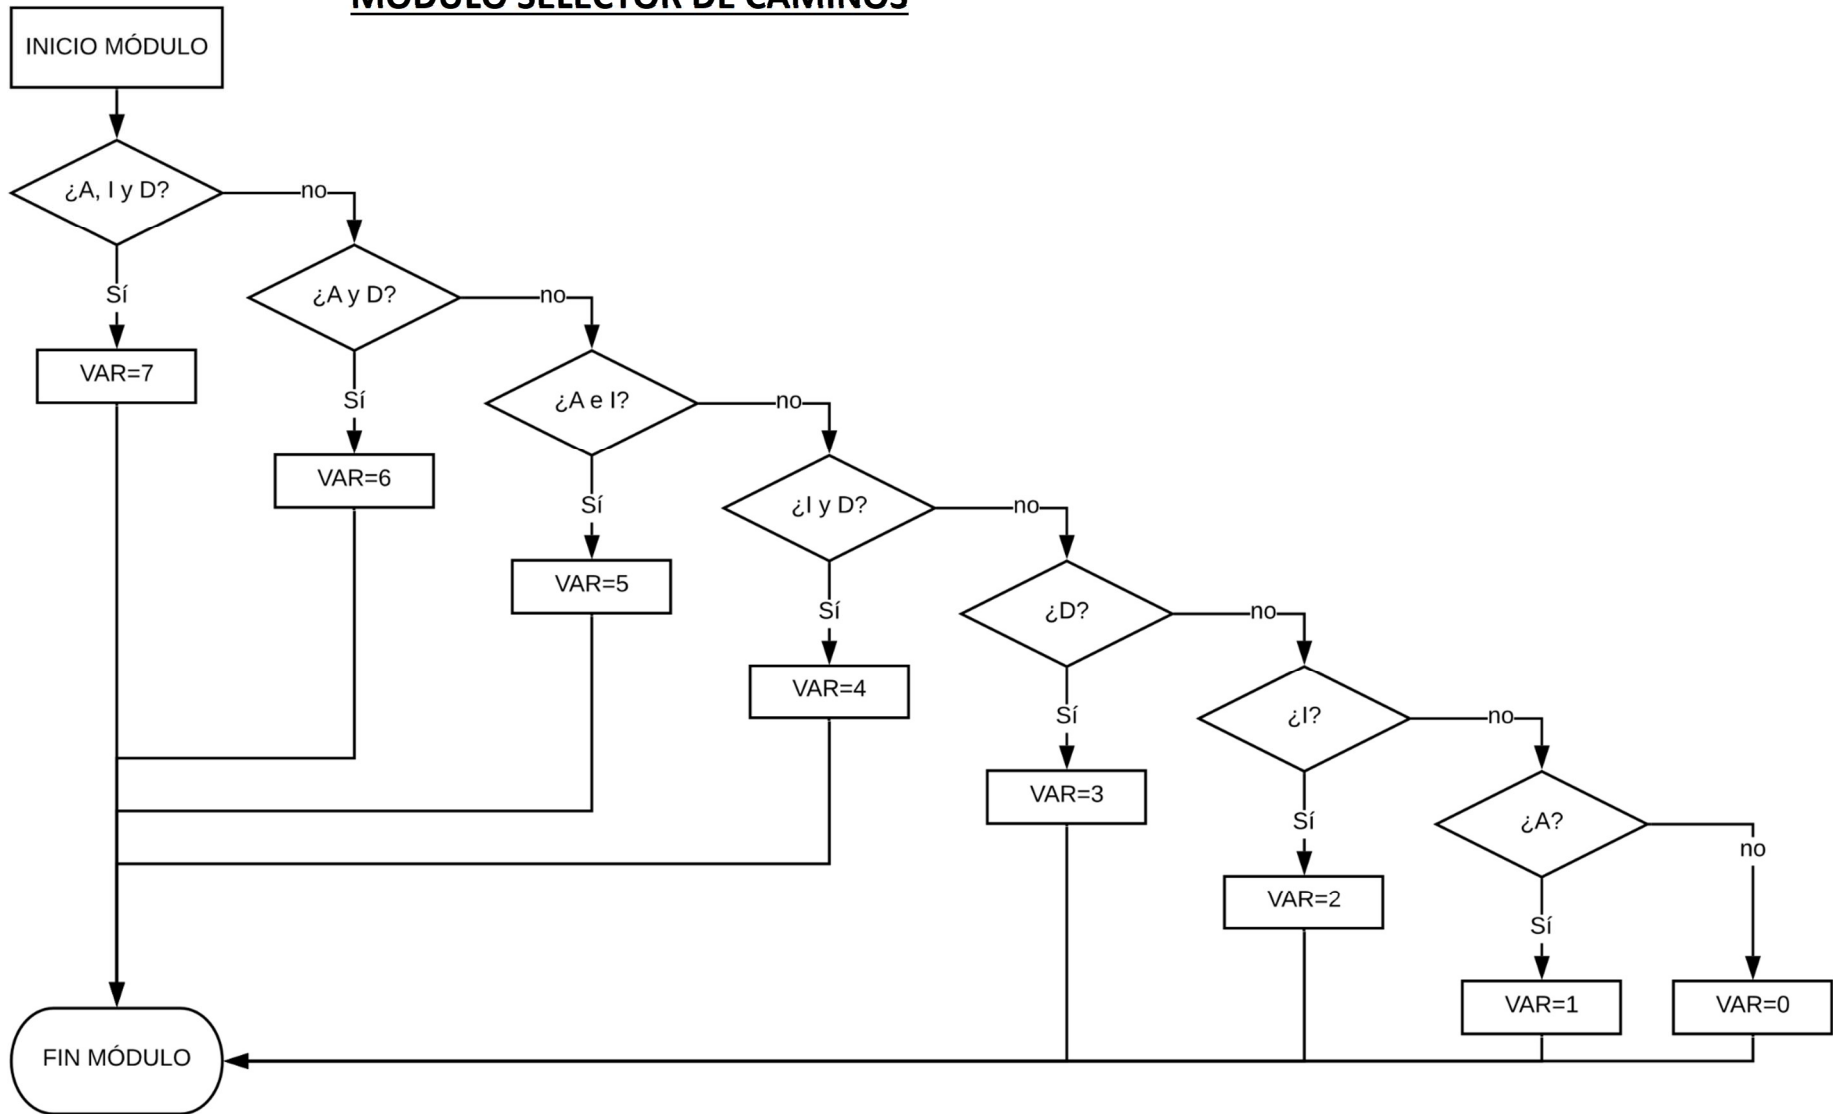 MÓDULO SELECTOR DE CAMINOS
INICIO MÓDULO
¿A, I y D?
no
Sí
VAR=7
¿A y D?
no
Sí
VAR=6
¿A e I?
no
Sí
VAR=5
¿I y D?
no
Sí
VAR=4
¿D?
no
Sí
VAR=3
¿I?
no
Sí
VAR=2
¿A?
no
Sí
VAR=1
VAR=0
FIN MÓDULO